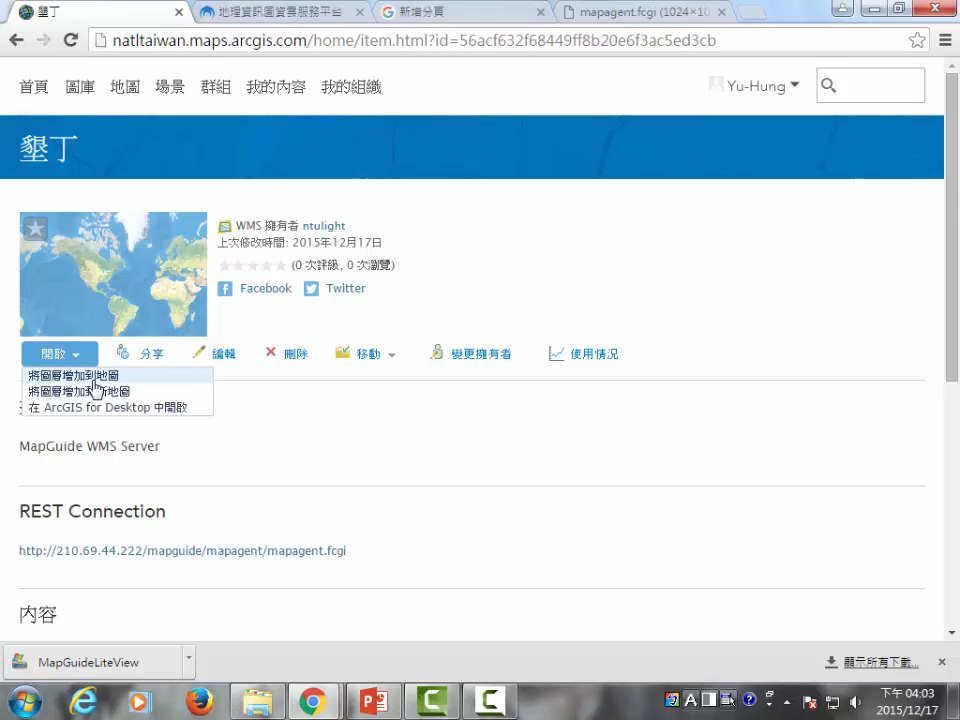 墾丁
地理資訊圖資雲服務平台
新增分頁
mapagent.fcgi (1024×10
natltaiwan.maps.arcgis.com/home/item.html?id=56acf632f68449ff8b20e6f3ac5ed3cb
首頁 圖庫 地圖 場景 群組 我的內容 我的組織
Yu-Hung
墾丁
WMS 擁有者 ntulight
上次修改時間: 2015年12月17日
(0 次評級, 0 次瀏覽)
Facebook Twitter
開啟 分享 編輯 刪除 移動 變更擁有者 使用情況
將圖層增加到地圖
將圖層增加到新地圖
在 ArcGIS for Desktop 中開啟
MapGuide WMS Server
REST Connection
http://210.69.44.222/mapguide/mapagent/mapagent.fcgi
內容
MapGuideLiteView
顯示所有下載...
下午 04:03
2015/12/17